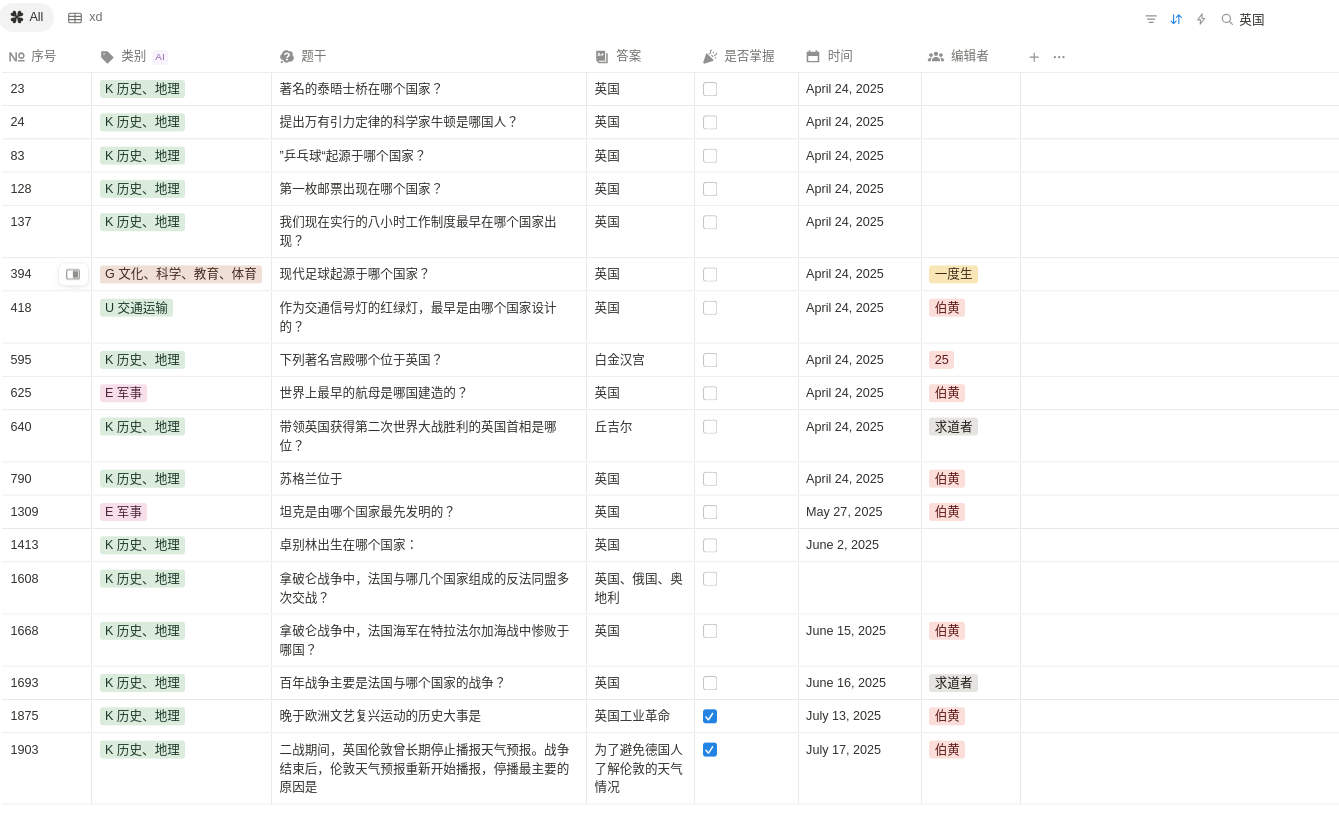 All xd 英国
序号 类别 AI 题干 答案 是否掌握 时间 编辑者
23 K 历史、地理 著名的泰晤士桥在哪个国家？ 英国 April 24, 2025
24 K 历史、地理 提出万有引力定律的科学家牛顿是哪国人？ 英国 April 24, 2025
83 K 历史、地理 ”乒乓球“起源于哪个国家？ 英国 April 24, 2025
128 K 历史、地理 第一枚邮票出现在哪个国家？ 英国 April 24, 2025
137 K 历史、地理 我们现在实行的八小时工作制度最早在哪个国家出 英国 April 24, 2025
现？
394 G 文化、科学、教育、体育 现代足球起源于哪个国家？ 英国 April 24, 2025 一度生
418 U 交通运输 作为交通信号灯的红绿灯，最早是由哪个国家设计 英国 April 24, 2025 伯黄
的？
595 K 历史、地理 下列著名宫殿哪个位于英国？ 白金汉宫 April 24, 2025 25
625 E 军事 世界上最早的航母是哪国建造的？ 英国 April 24, 2025 伯黄
640 K 历史、地理 带领英国获得第二次世界大战胜利的英国首相是哪 丘吉尔 April 24, 2025 求道者
位？
790 K 历史、地理 苏格兰位于 英国 April 24, 2025 伯黄
1309 E 军事 坦克是由哪个国家最先发明的？ 英国 May 27, 2025 伯黄
1413 K 历史、地理 卓别林出生在哪个国家： 英国 June 2, 2025
1608 K 历史、地理 拿破仑战争中，法国与哪几个国家组成的反法同盟多 英国、俄国、奥
次交战？ 地利
1668 K 历史、地理 拿破仑战争中，法国海军在特拉法尔加海战中惨败于 英国 June 15, 2025 伯黄
哪国？
1693 K 历史、地理 百年战争主要是法国与哪个国家的战争？ 英国 June 16, 2025 求道者
1875 K 历史、地理 晚于欧洲文艺复兴运动的历史大事是 英国工业革命 July 13, 2025 伯黄
1903 K 历史、地理 二战期间，英国伦敦曾长期停止播报天气预报。战争 为了避免德国人 July 17, 2025 伯黄
结束后，伦敦天气预报重新开始播报，停播最主要的 了解伦敦的天气
原因是 情况